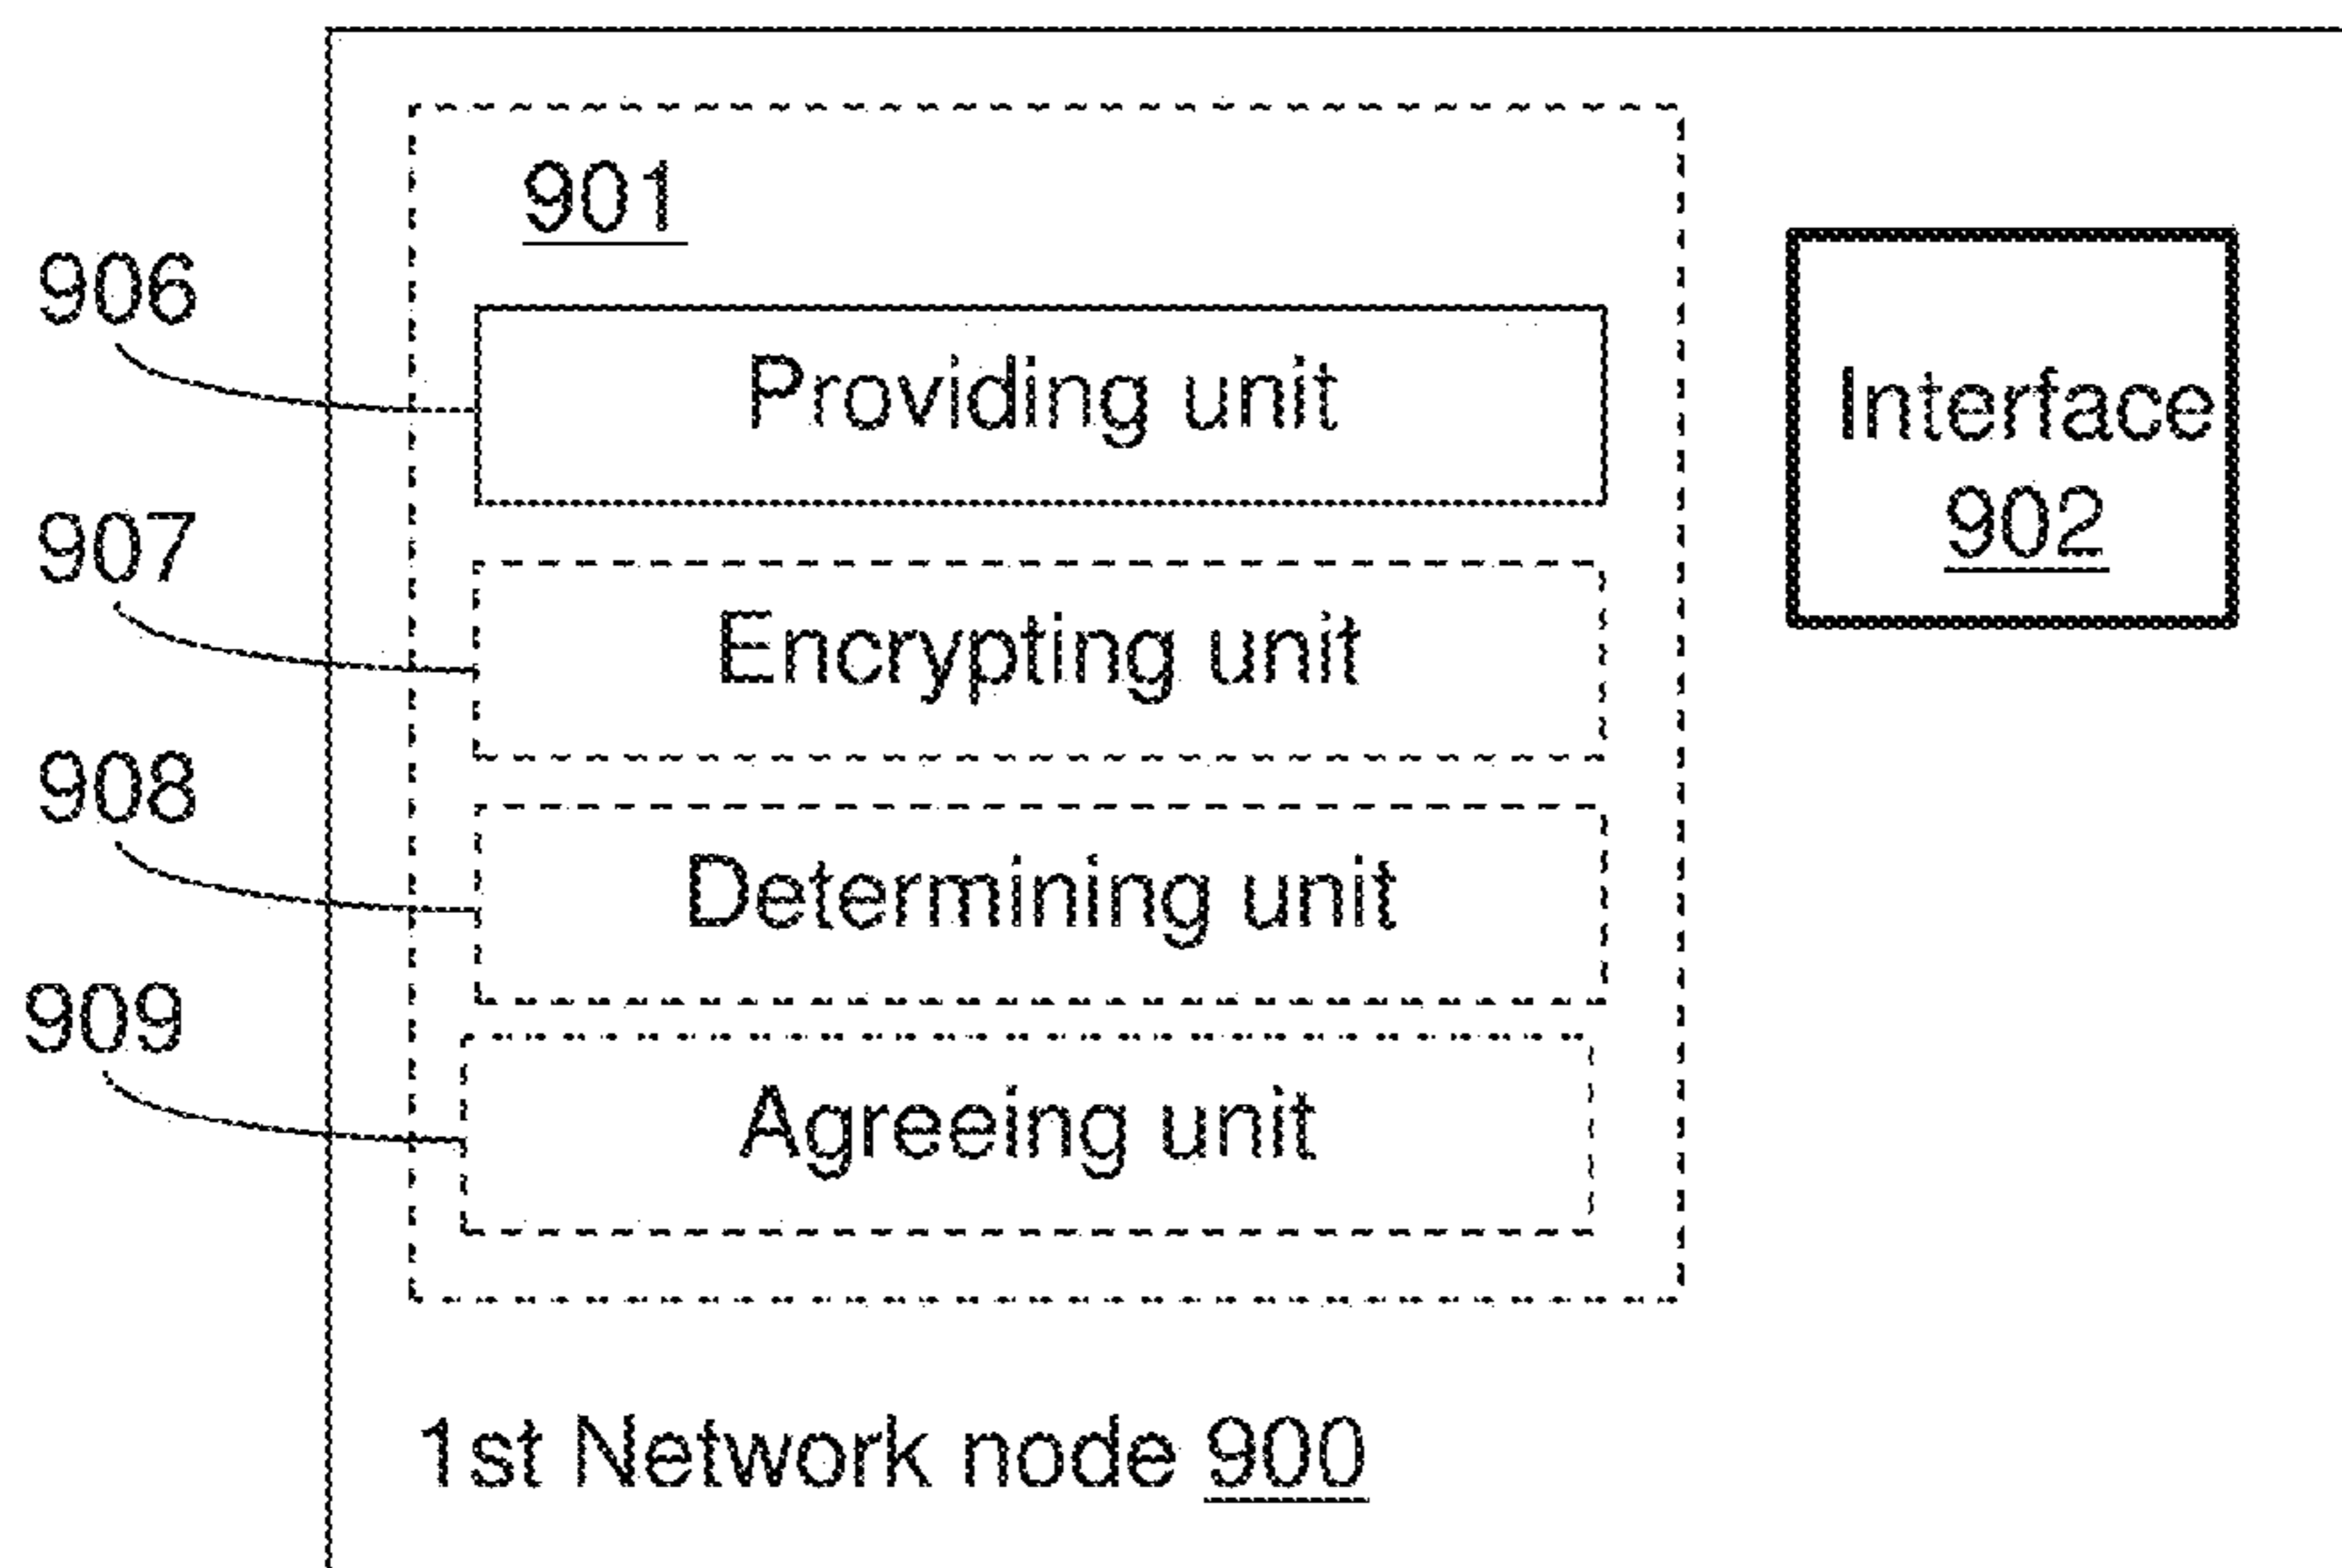 901
906
Providing unit
Interface
902
907
Encrypting unit
908
Determining unit
909
Agreeing unit
1st Network node 900